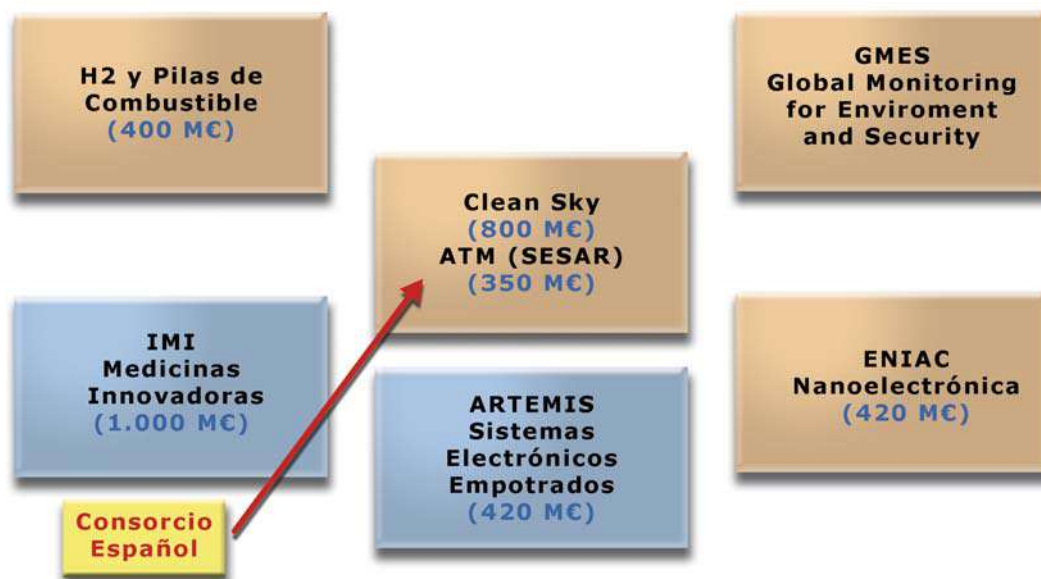 H2 y Pilas de
Combustible
(400 M€)
GMES
Global Monitoring
for Enviroment
and Security
Clean Sky
(800 M€)
ATM (SESAR)
(350 M€)
IMI
Medicinas
Innovadoras
(1.000 M€)
ARTEMIS
Sistemas
Electrónicos
Empotrados
(420 M€)
ENIAC
Nanoelectrónica
(420 M€)
Consorcio
Español